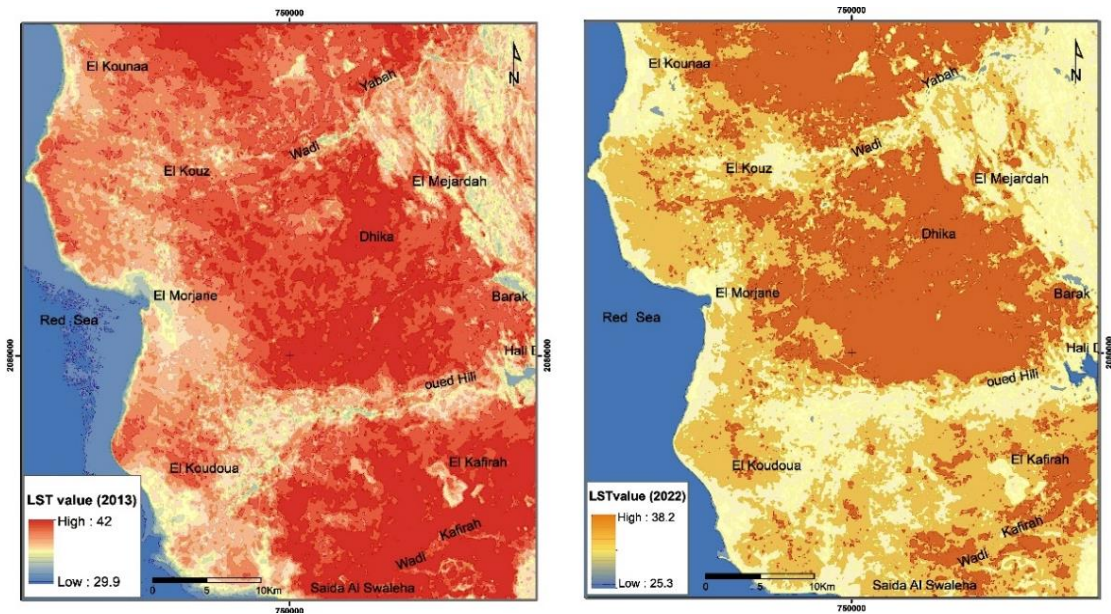 750000
El Kounaa
N
Yabah
El Kouz
Wadi
El Mejardah
Dhika
El Morjane
Barak
Red Sea
Hali D
2080000
2080000
oued Hili
El Koudoua
El Kafirah
LST value (2013)
High : 42
Low : 29.9
0 5 10Km
Wadi Kafirah
Saida Al Swaleha
750000
750000
El Kounaa
N
Yabah
El Kouz
Wadi
El Mejardah
Dhika
El Morjane
Barak
Red Sea
Hali D
2080000
oued Hili
El Koudoua
El Kafirah
LSTvalue (2022)
High : 38.2
Low : 25.3
0 5 10Km
Wadi Kafirah
Saida Al Swaleha
750000